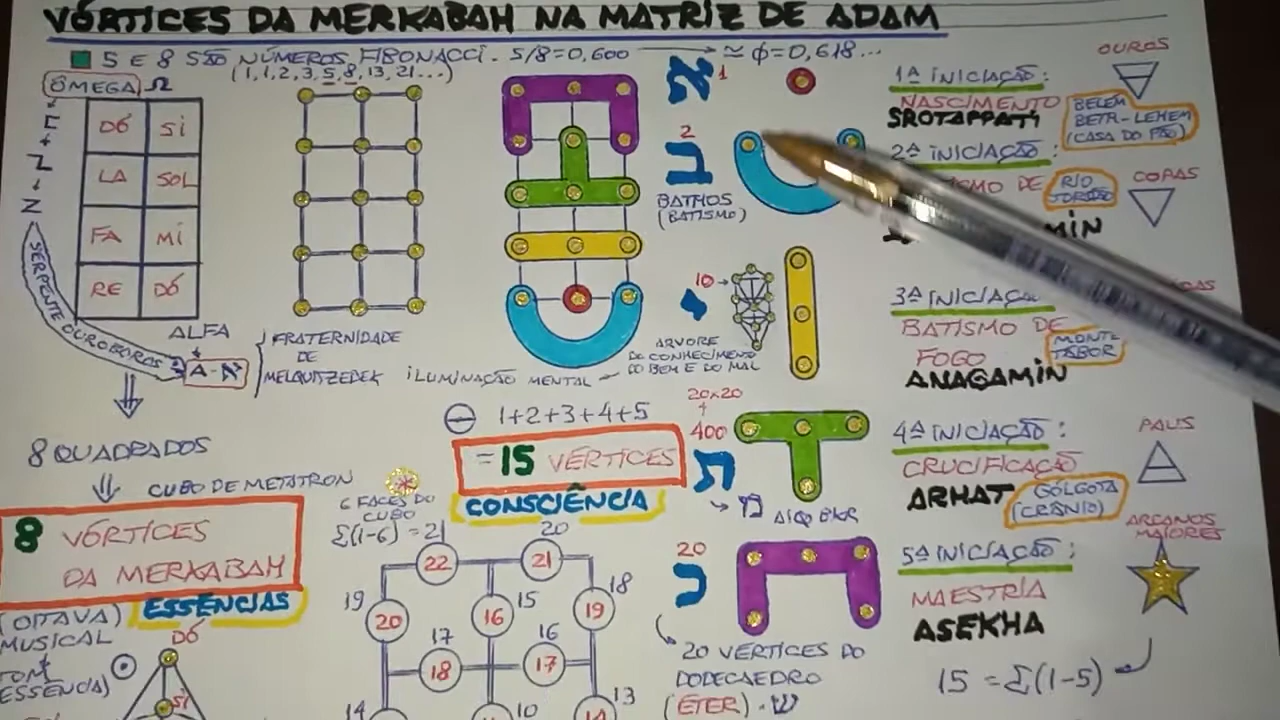 VÓRTICES DA MERKABAH NA MATRIZ DE ADAM
5 E 8 SÃO NÚMEROS FIBONACCI. 5/8=0,600 → ≃ φ=0,618...
(1,1,2,3,5,8,13,21...)
ÔMEGA Ω
DÓ SI
LA SOL
FA MI
RE DÓ
SERPENTE OUROBOROS
ALFA
FRATERNIDADE
DE
MELQUITZEDEK
8 QUADRADOS
CUBO DE METATRON
8 VÓRTICES
DA MERKABAH
(OITAVA) ESSÊNCIAS
MUSICAL
DÓ
TOM
ESSÊNCIA)
SI
1
2
BATHOS
(BATISMO)
10
ARVORE
DO CONHECIMENTO
DO BEM E DO MAL
ILUMINAÇÃO MENTAL
1+2+3+4+5
= 15 VÉRTICES
CONSCIÊNCIA
6 FACES DO
CUBO
Σ(1-6) = 21
20
22 21
19 18
20 16 15 19
17 16
18 17
14 10 13
20x20
400
AIQ BKR
20
20 VÉRTICES DO
DODECAEDRO
(ÉTER)
1ª INICIAÇÃO:
NASCIMENTO
SROTAPPATI
OUROS
BELÉM
BETH-LEHEM
(CASA DO PÃO)
2ª INICIAÇÃO:
DE
RIO
JORDÃO
COPAS
3ª INICIAÇÃO
BATISMO DE
FOGO
MONTE
TABOR
ANAGAMIN
4ª INICIAÇÃO:
CRUCIFICAÇÃO
ARHAT
GÓLGOTA
(CRÂNIO)
PAUS
ARCANOS
MAIORES
5ª INICIAÇÃO:
MAESTRIA
ASEKHA
15 = Σ(1-5)